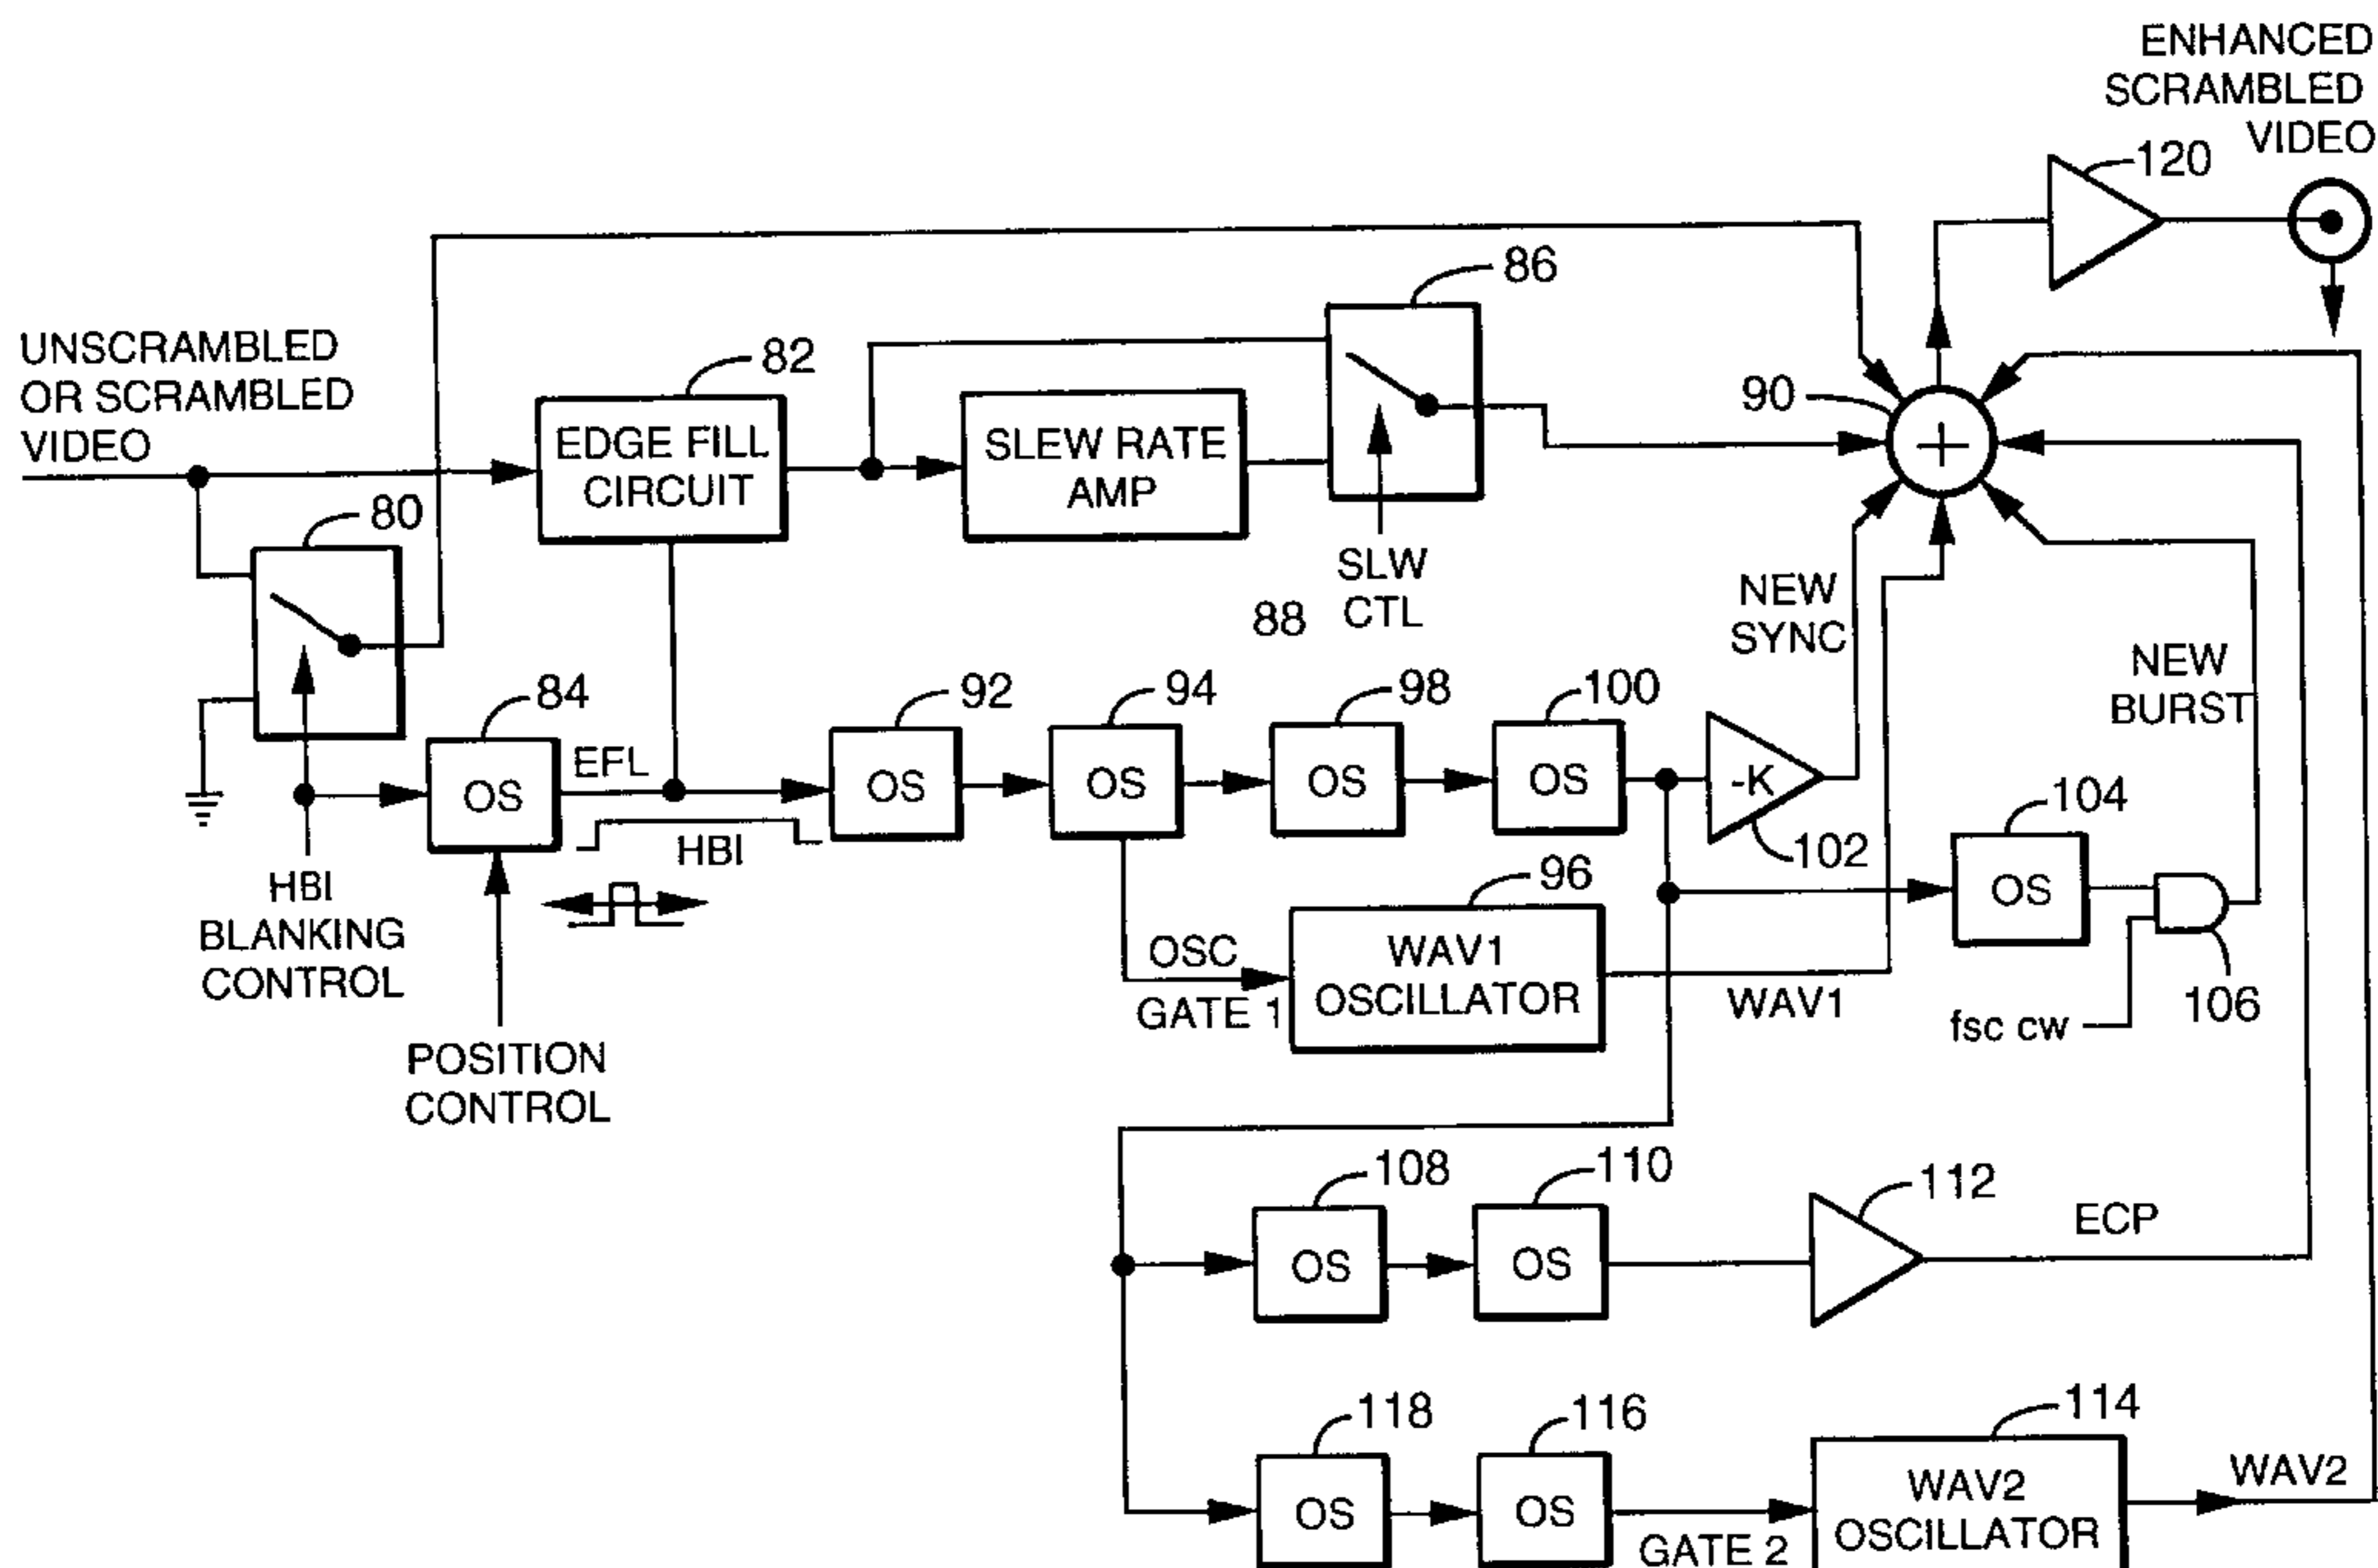 ENHANCED
SCRAMBLED
VIDEO
120
86
UNSCRAMBLED
OR SCRAMBLED
VIDEO
82
90
EDGE FILL
CIRCUIT
SLEW RATE
AMP
+
80
SLW
CTL
88
NEW
SYNC
NEW
BURST
84
92
94
98
100
OS
EFL
OS
OS
OS
OS
-K
104
HBI
102
OS
HBI
BLANKING
CONTROL
96
OSC
GATE 1
WAV1
OSCILLATOR
WAV1
106
fsc cw
POSITION
CONTROL
108
110
112
ECP
OS
OS
118
116
114
OS
OS
GATE 2
WAV2
OSCILLATOR
WAV2